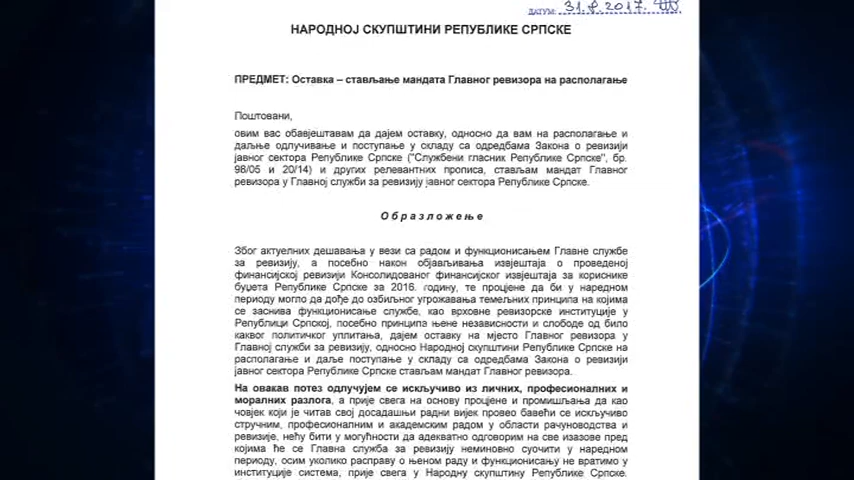 ДАТУМ: 31.8.2017.
НАРОДНОЈ СКУПШТИНИ РЕПУБЛИКЕ СРПСКЕ
ПРЕДМЕТ: Оставка – стављање мандата Главног ревизора на располагање
Поштовани,
овим вас обавјештавам да дајем оставку, односно да вам на располагање и
даљње одлучивање и поступање у складу са одредбама Закона о ревизији
јавног сектора Републике Српске ("Службени гласник Републике Српске", бр.
98/05 и 20/14) и других релевантних прописа, стављам мандат Главног
ревизора у Главној служби за ревизију јавног сектора Републике Српске.
Образложење
Због актуелних дешавања у вези са радом и функционисањем Главне службе
за ревизију, а посебно након објављивања извјештаја о проведеној
финансијској ревизији Консолидованог финансијског извјештаја за кориснике
буџета Републике Српске за 2016. годину, те процјене да би у наредном
периоду могло да дође до озбиљног угрожавања темељних принципа на којима
се заснива функционисање службе, као врховне ревизорске институције у
Републици Српској, посебно принципа њене независности и слободе од било
каквог политичког уплитања, дајем оставку на мјесто Главног ревизора у
Главној служби за ревизију, односно Народној скупштини Републике Српске на
располагање и даље поступање у складу са одредбама Закона о ревизији
јавног сектора Републике Српске стављам мандат Главног ревизора.
На овакав потез одлучујем се искључиво из личних, професионалних и
моралних разлога, а прије свега на основу процјене и промишљања да као
човјек који је читав свој досадашњи радни вијек провео бавећи се искључиво
стручним, професионалним и академским радом у области рачуноводства и
ревизије, нећу бити у могућности да адекватно одговорим на све изазове пред
којима ће се Главна служба за ревизију неминовно суочити у наредном
периоду, осим уколико расправу о њеном раду и функционисању не вратимо у
институције система, прије свега у Народну скупштину Републике Српске.